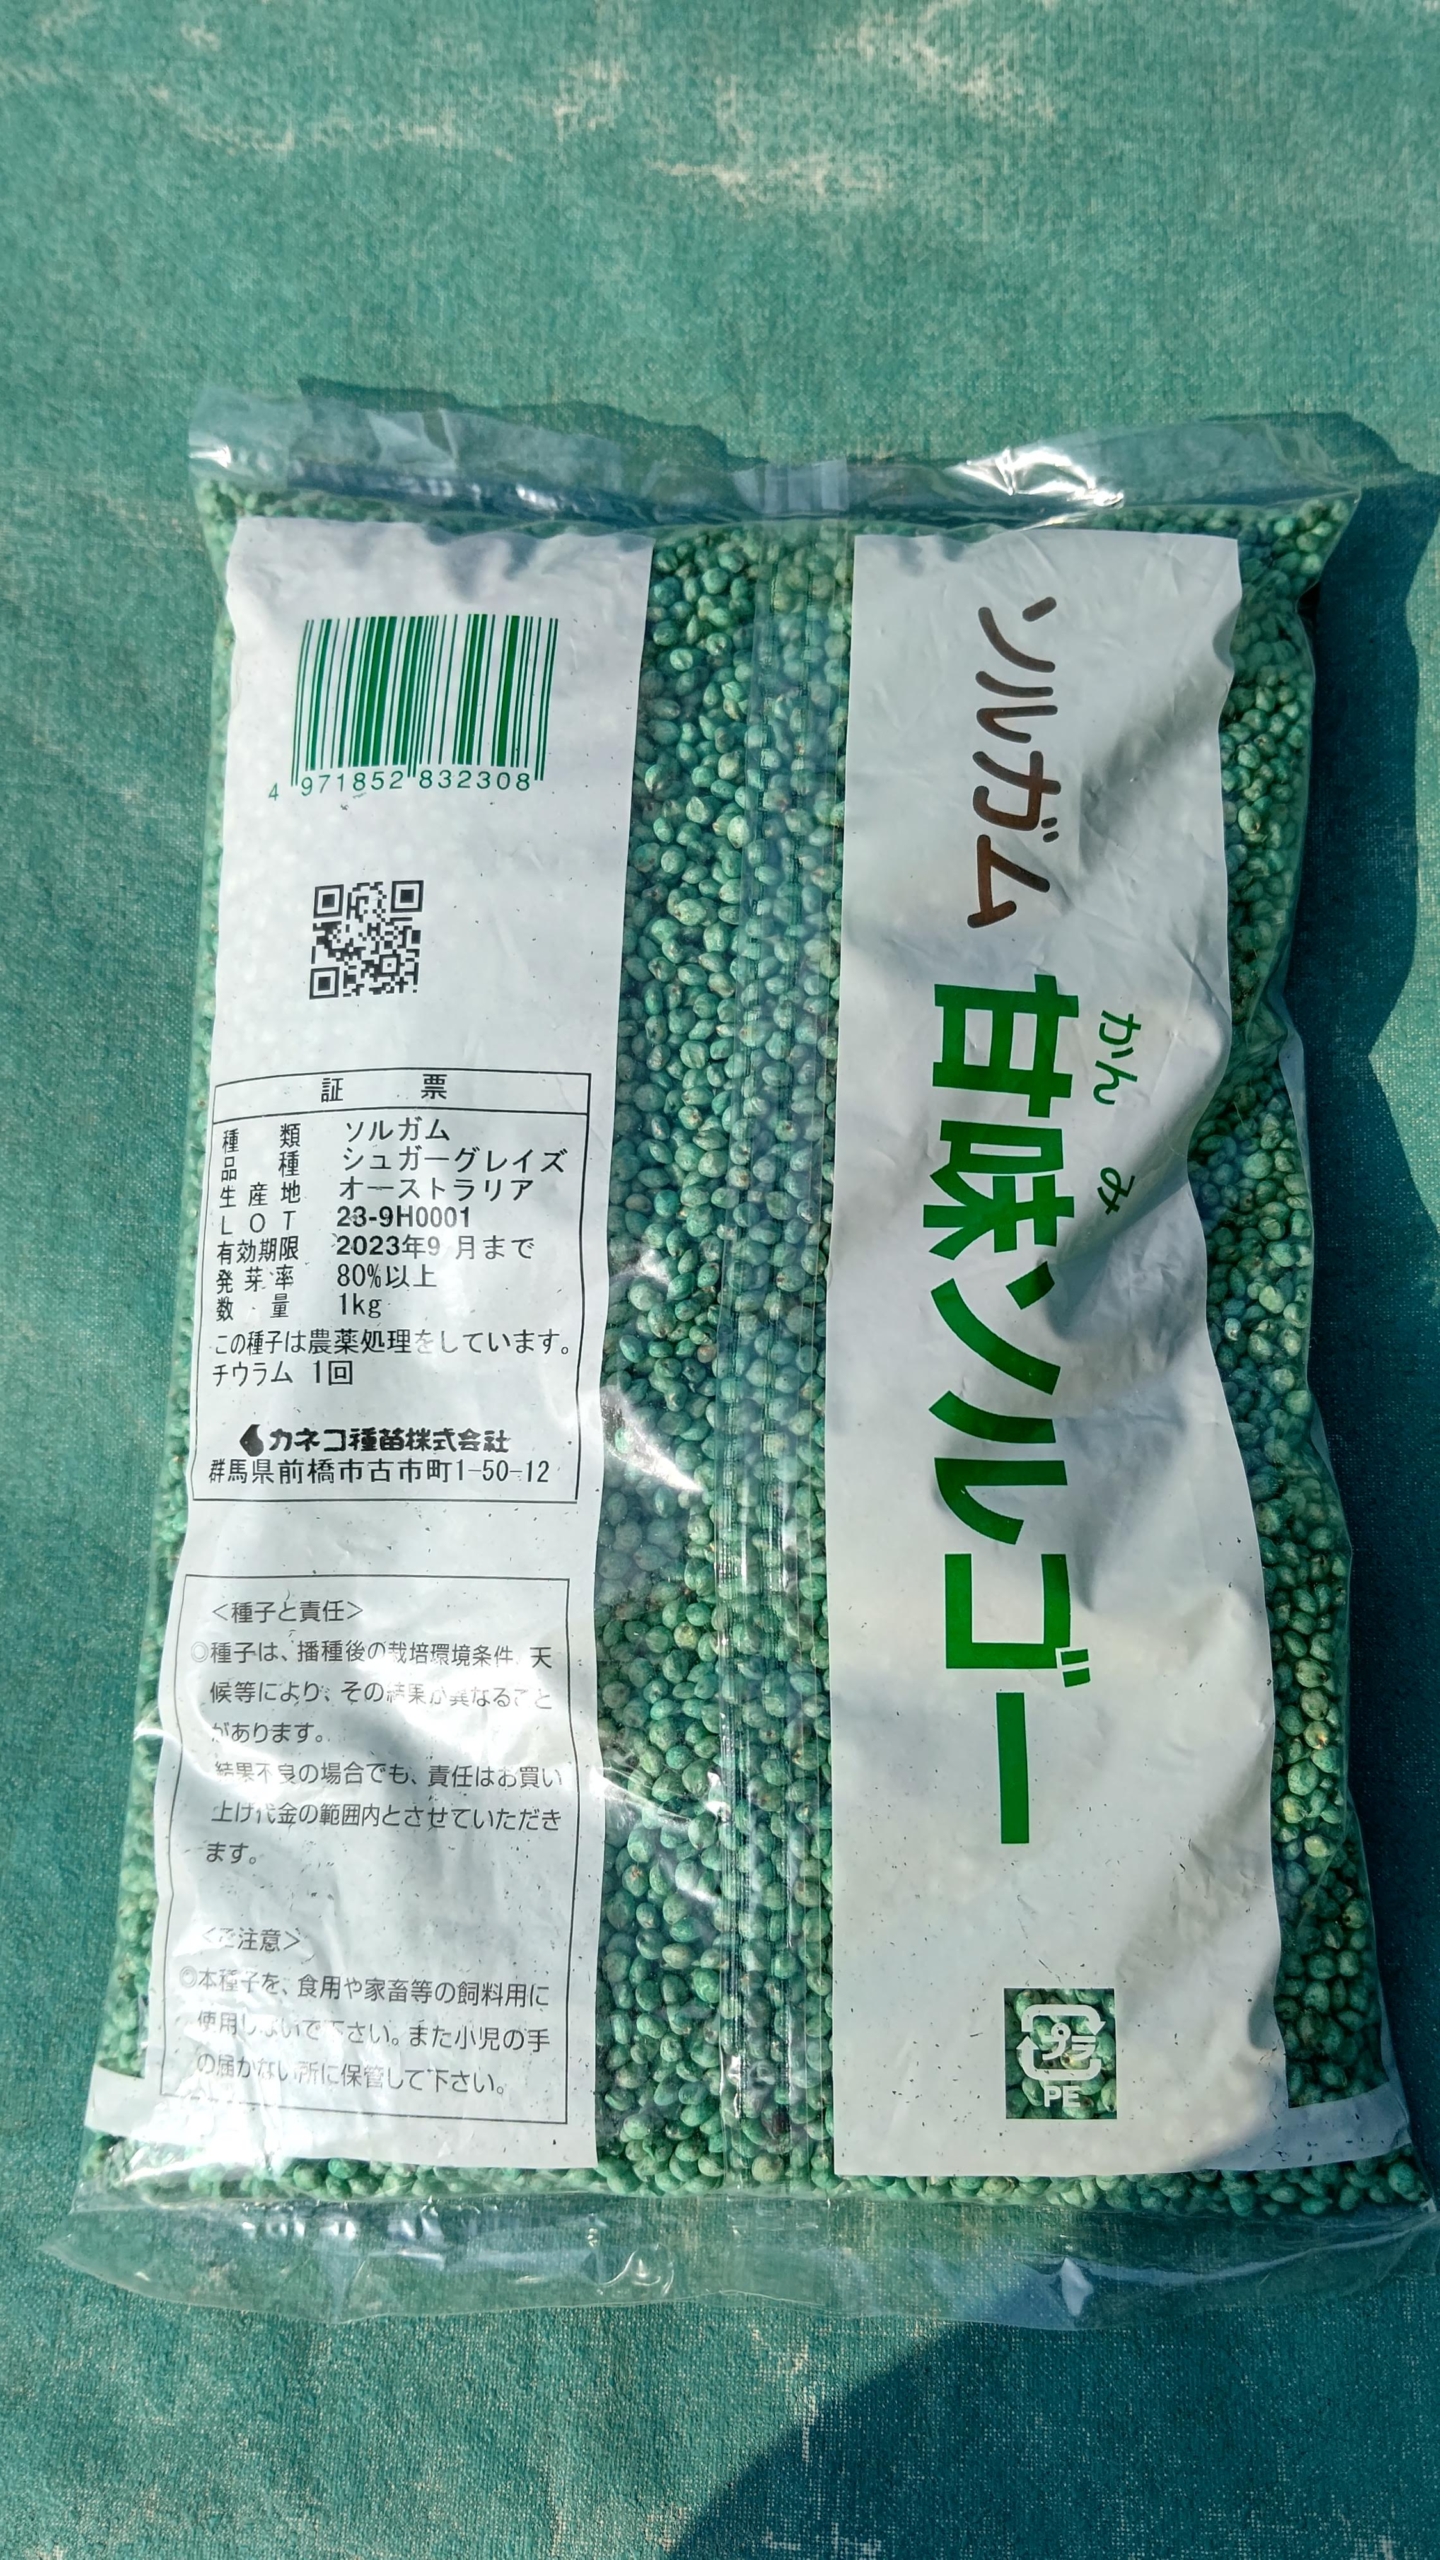 4 971852 832308
証 票
種 類 ソルガム
品 種 シュガーグレイズ
生産地 オーストラリア
LOT 23-9H0001
有効期限 2023年9月まで
発芽率 80%以上
数 量 1kg
この種子は農薬処理をしています。
チウラム 1回
カネコ種苗株式会社
群馬県前橋市古市町1-50-12
＜種子と責任＞
◎種子は、播種後の栽培環境条件、天
候等により、その結果が異なること
があります。
結果不良の場合でも、責任はお買い
上げ代金の範囲内とさせていただき
ます。
＜ご注意＞
◎本種子を、食用や家畜等の飼料用に
使用しないで下さい。また小児の手
の届かない所に保管して下さい。
ソルガム
かんみ
甘味ソルゴー
プラ
PE